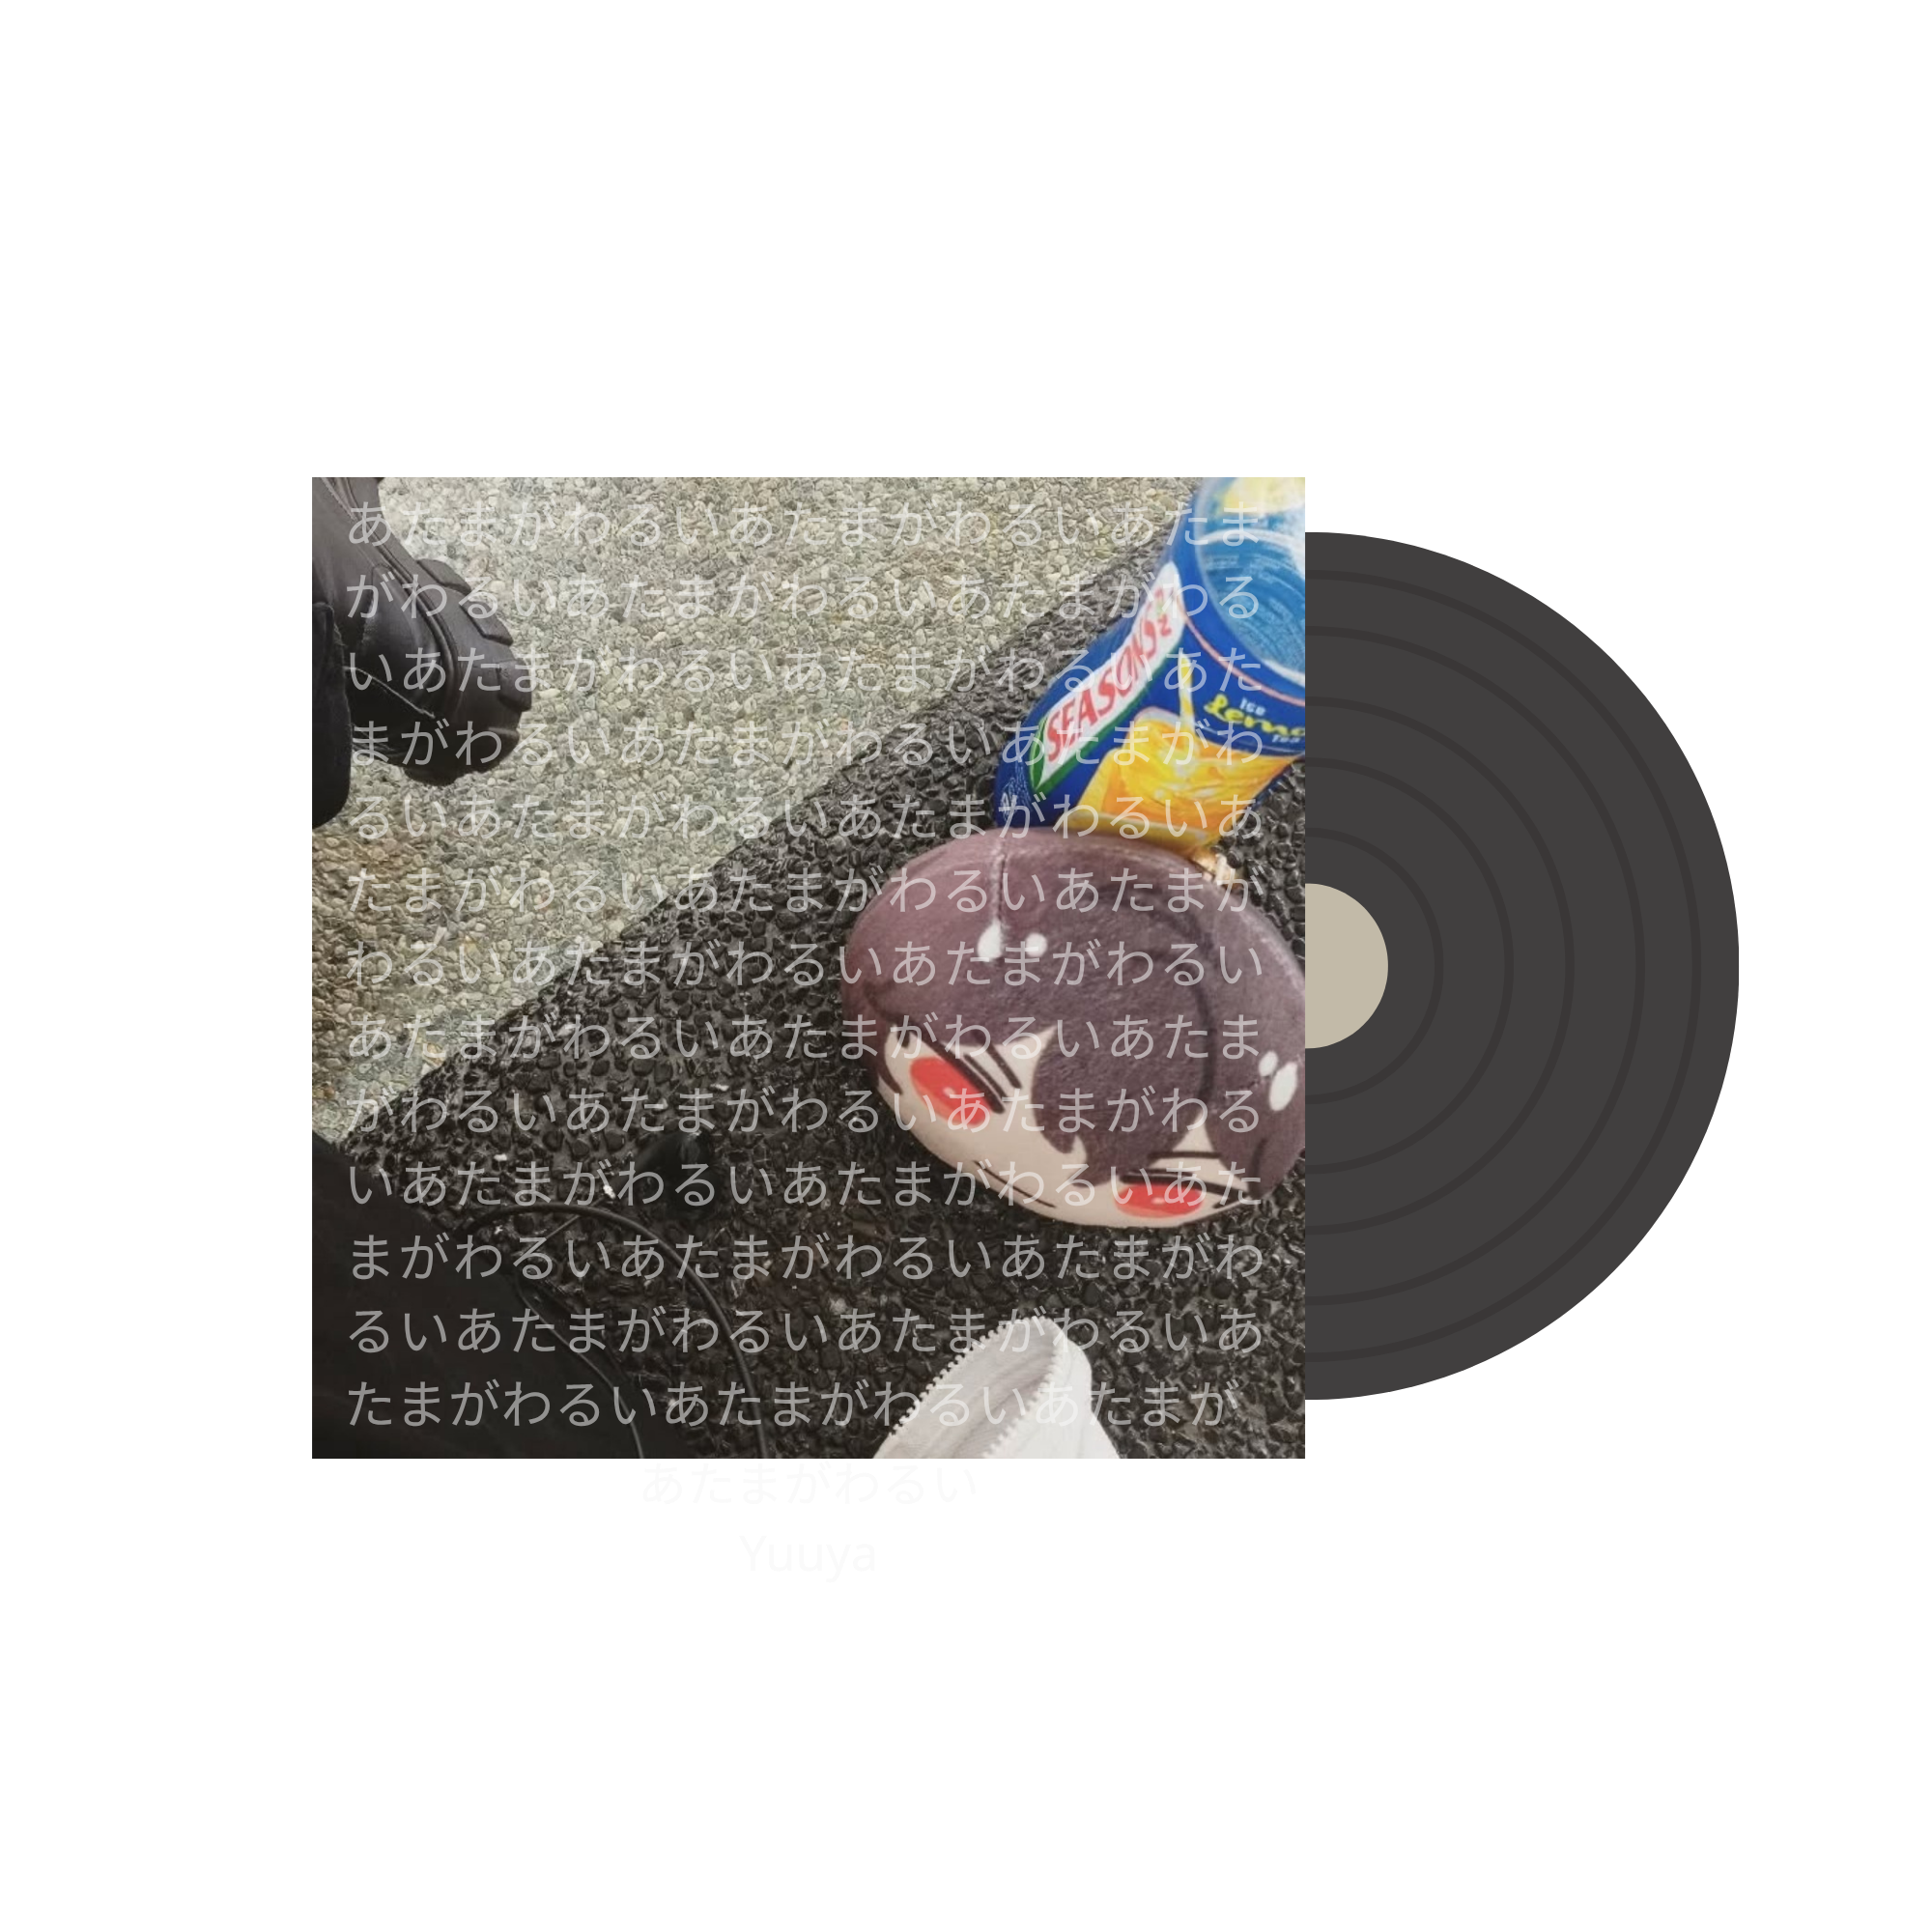 あたまがわるいあたまがわるいあたま
がわるいあたまがわるいあたまがわる
いあたまがわるいあたまがわるいあた
まがわるいあたまがわるいあたまがわ
るいあたまがわるいあたまがわるいあ
たまがわるいあたまがわるいあたまが
わるいあたまがわるいあたまがわるい
あたまがわるいあたまがわるいあたま
がわるいあたまがわるいあたまがわる
いあたまがわるいあたまがわるいあた
まがわるいあたまがわるいあたまがわ
るいあたまがわるいあたまがわるいあ
たまがわるいあたまがわるいあたまが
SEASONS
Ice
Lemo
Tea
あたまがわるい
Yuuya